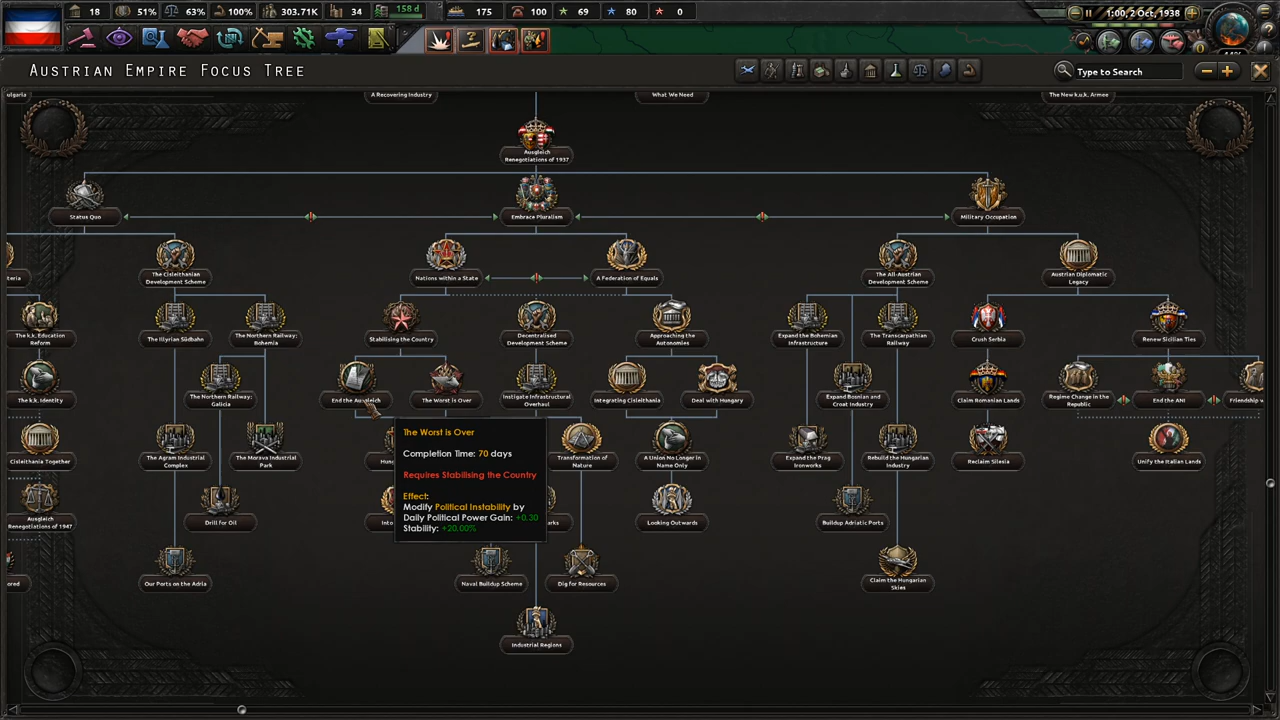 18 51% 63% 100% 303.71K 34 158 d 175 100 69 80 0 1:00, 2 Oct, 1938
Austrian Empire Focus Tree
Type to Search
ulgaria
A Recovering Industry
What We Need
The New k.u.k. Armee
Ausgleich
Renegotiations of 1937
Status Quo
Embrace Pluralism
Military Occupation
teria
The Cisleithanian
Development Scheme
Nations within a State
A Federation of Equals
The All-Austrian
Development Scheme
Austrian Diplomatic
Legacy
The k.k. Education
Reform
The Illyrian Südbahn
The Northern Railway:
Bohemia
Stabilising the Country
Decentralised
Development Scheme
Approaching the
Autonomies
Expand the Bohemian
Infrastructure
The Transcarpathian
Railway
Crush Serbia
Renew Sicilian Ties
The k.k. Identity
The Northern Railway:
Galicia
End the Ausgleich
The Worst is Over
Instigate Infrastructural
Overhaul
Integrating Cisleithania
Deal with Hungary
Expand Bosnian and
Croat Industry
Claim Romanian Lands
Regime Change in the
Republic
End the ANI
Friendship w
Cisleithania Together
The Agram Industrial
Complex
The Morava Industrial
Park
Hun
Transformation of
Nature
A Union No Longer in
Name Only
Expand the Prag
Ironworks
Rebuild the Hungarian
Industry
Reclaim Silesia
Unify the Italian Lands
The Worst is Over
Completion Time: 70 days
Requires Stabilising the Country
Effect:
Modify Political Instability by
Daily Political Power Gain: +0.30
Stability: +20.00%
Ausgleich
Renegotiations of 1947
Drill for Oil
Into
arks
Looking Outwards
Buildup Adriatic Ports
ored
Our Ports on the Adria
Naval Buildup Scheme
Dig for Resources
Claim the Hungarian
Skies
Industrial Regions